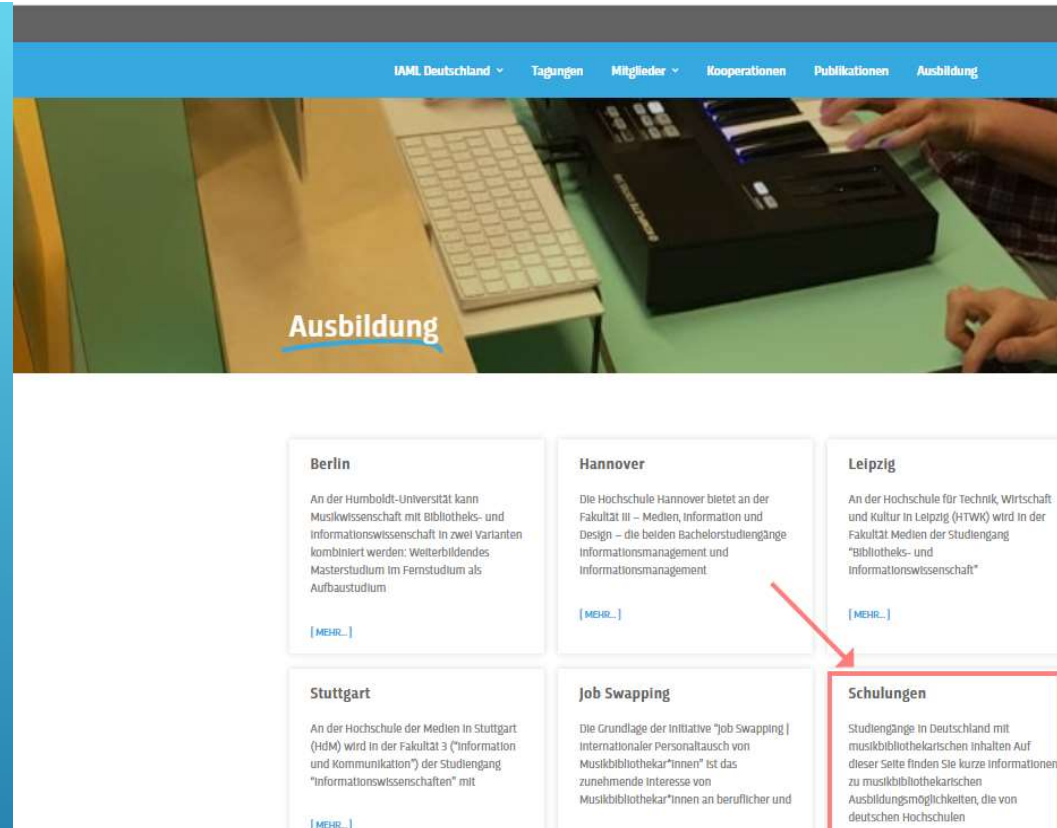 IAML Deutschland Tagungen Mitglieder Kooperationen Publikationen Ausbildung
Ausbildung
Berlin
An der Humboldt-Universität kann
Musikwissenschaft mit Bibliotheks- und
Informationswissenschaft in zwei Varianten
kombiniert werden: Weiterbildendes
Masterstudium im Fernstudium als
Aufbaustudium
[ MEHR... ]
Hannover
Die Hochschule Hannover bietet an der
Fakultät III – Medien, Information und
Design – die beiden Bachelorstudiengänge
Informationsmanagement und
Informationsmanagement
[ MEHR... ]
Leipzig
An der Hochschule für Technik, Wirtschaft
und Kultur in Leipzig (HTWK) wird in der
Fakultät Medien der Studiengang
"Bibliotheks- und
Informationswissenschaft"
[ MEHR... ]
Stuttgart
An der Hochschule der Medien in Stuttgart
(HdM) wird in der Fakultät 3 ("Information
und Kommunikation") der Studiengang
"Informationswissenschaften" mit
[ MEHR... ]
Job Swapping
Die Grundlage der Initiative "Job Swapping |
Internationaler Personaltausch von
Musikbibliothekar*innen" ist das
zunehmende Interesse von
Musikbibliothekar*innen an beruflicher und
Schulungen
Studiengänge in Deutschland mit
musikbibliothekarischen Inhalten Auf
dieser Seite finden Sie kurze Informationen
zu musikbibliothekarischen
Ausbildungsmöglichkeiten, die von
deutschen Hochschulen